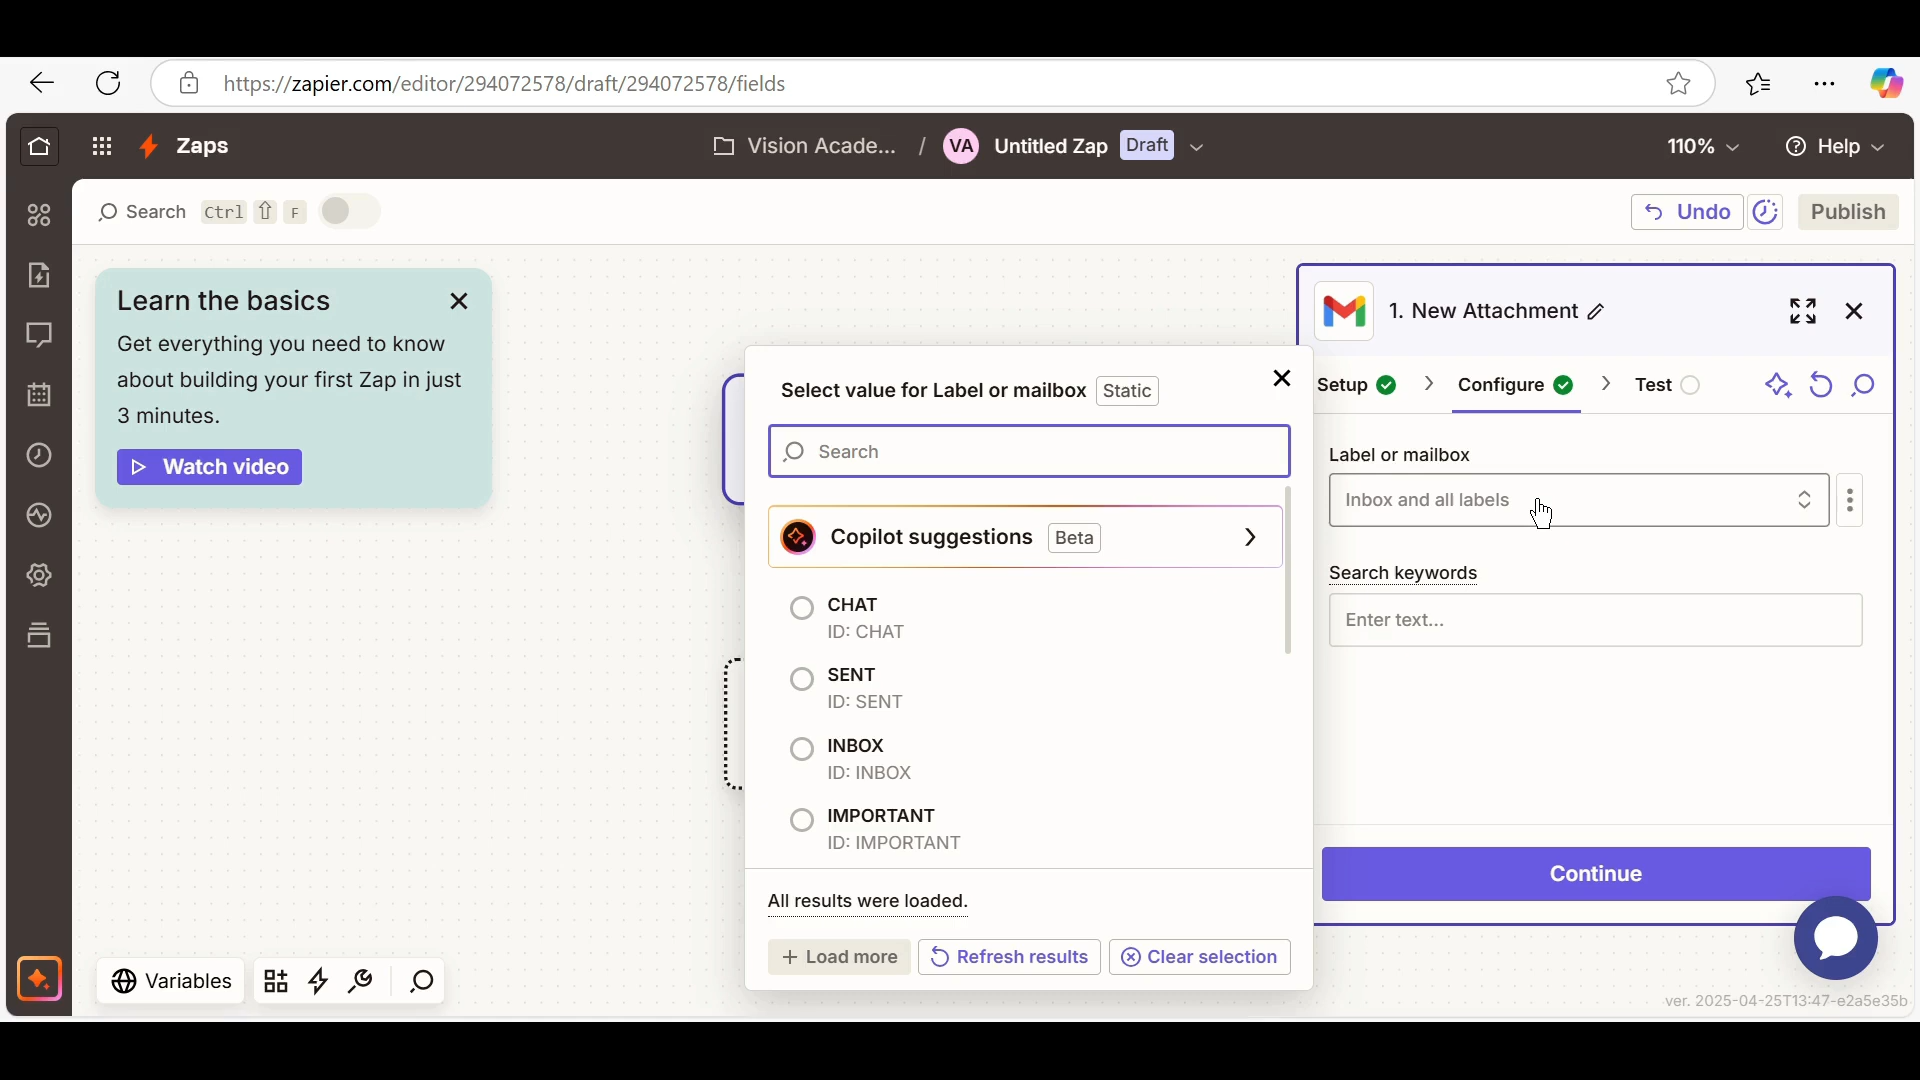 https://zapier.com/editor/294072578/draft/294072578/fields
Zaps
Vision Acade... / VA Untitled Zap Draft
110%
Help
Search Ctrl ⇧ F
Undo
Publish
Learn the basics
Get everything you need to know
about building your first Zap in just
3 minutes.
Watch video
1. New Attachment
Setup
Configure
Test
Select value for Label or mailbox Static
Search
Copilot suggestions Beta
CHAT
ID: CHAT
SENT
ID: SENT
INBOX
ID: INBOX
IMPORTANT
ID: IMPORTANT
All results were loaded.
+ Load more
Refresh results
Clear selection
Label or mailbox
Inbox and all labels
Search keywords
Enter text...
Continue
Variables
ver. 2025-04-25T13:47-e2a5e35b